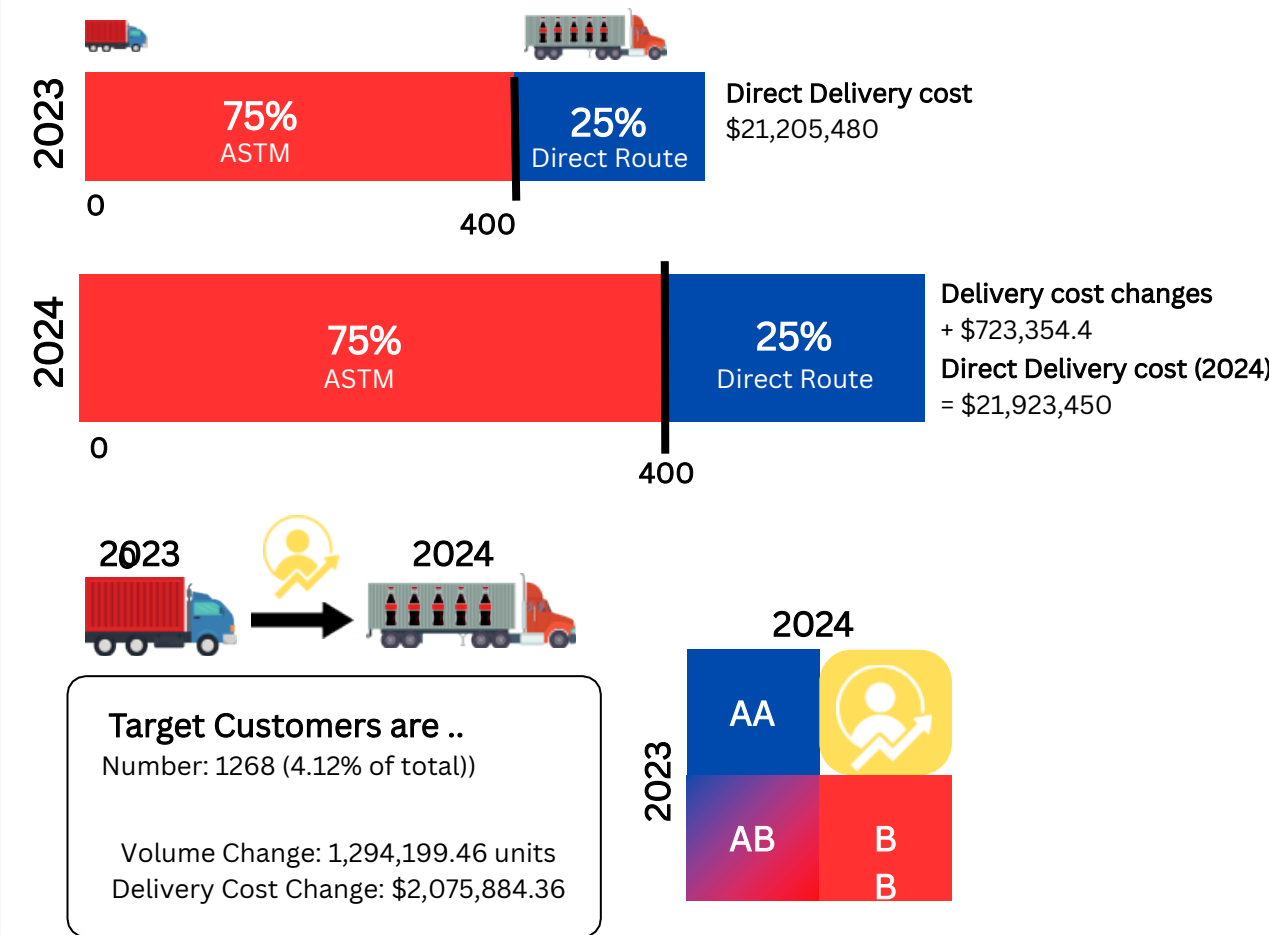 2023
75%
ASTM
25%
Direct Route
0
400
Direct Delivery cost
$21,205,480
2024
75%
ASTM
25%
Direct Route
0
400
Delivery cost changes
+ $723,354.4
Direct Delivery cost (2024)
= $21,923,450
2023
0
2024
Target Customers are ..
Number: 1268 (4.12% of total))
Volume Change: 1,294,199.46 units
Delivery Cost Change: $2,075,884.36
2024
2023
AA
AB
B
B